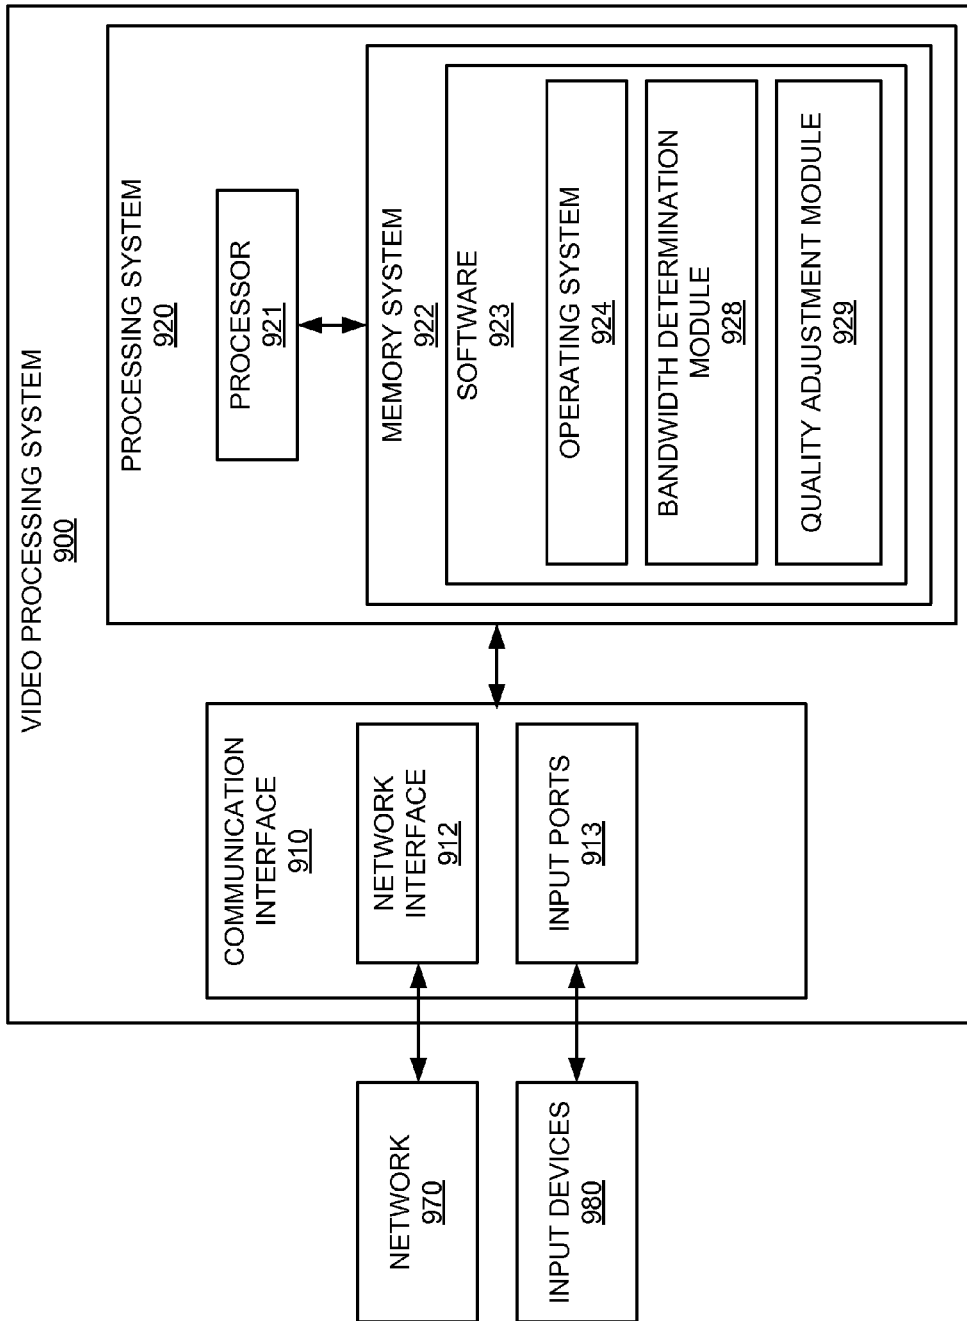 VIDEO PROCESSING SYSTEM
900
NETWORK
970
INPUT DEVICES
980
COMMUNICATION
INTERFACE
910
NETWORK
INTERFACE
912
INPUT PORTS
913
PROCESSING SYSTEM
920
PROCESSOR
921
MEMORY SYSTEM
922
SOFTWARE
923
OPERATING SYSTEM
924
BANDWIDTH DETERMINATION
MODULE
928
QUALITY ADJUSTMENT MODULE
929